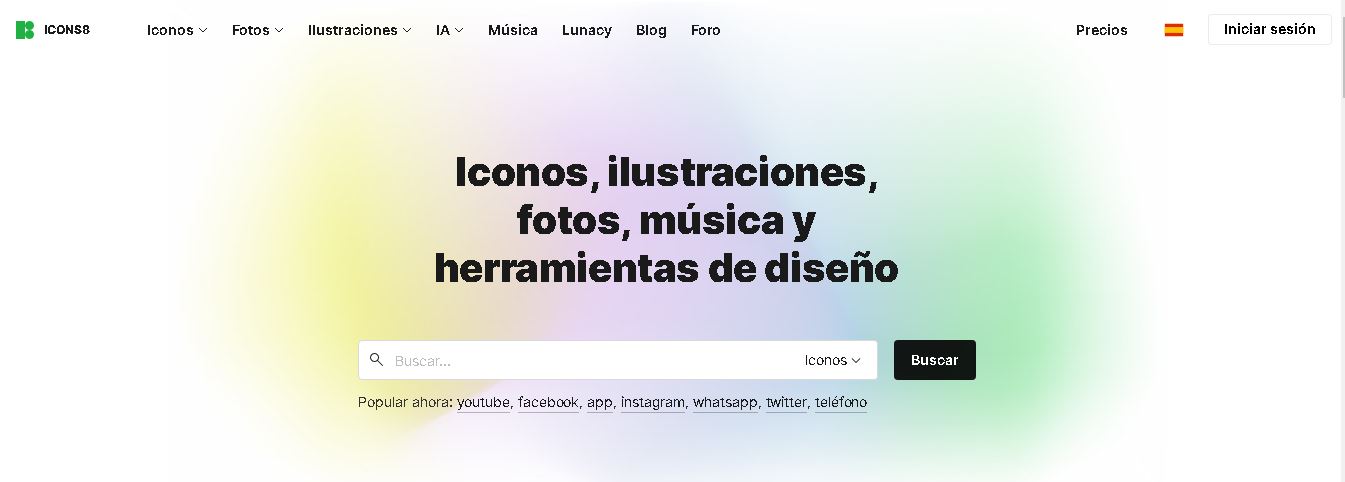 ICONS8 Iconos Fotos Ilustraciones IA Música Lunacy Blog Foro Precios Iniciar sesión
Iconos, ilustraciones,
fotos, música y
herramientas de diseño
Buscar... Iconos Buscar
Popular ahora: youtube, facebook, app, instagram, whatsapp, twitter, teléfono